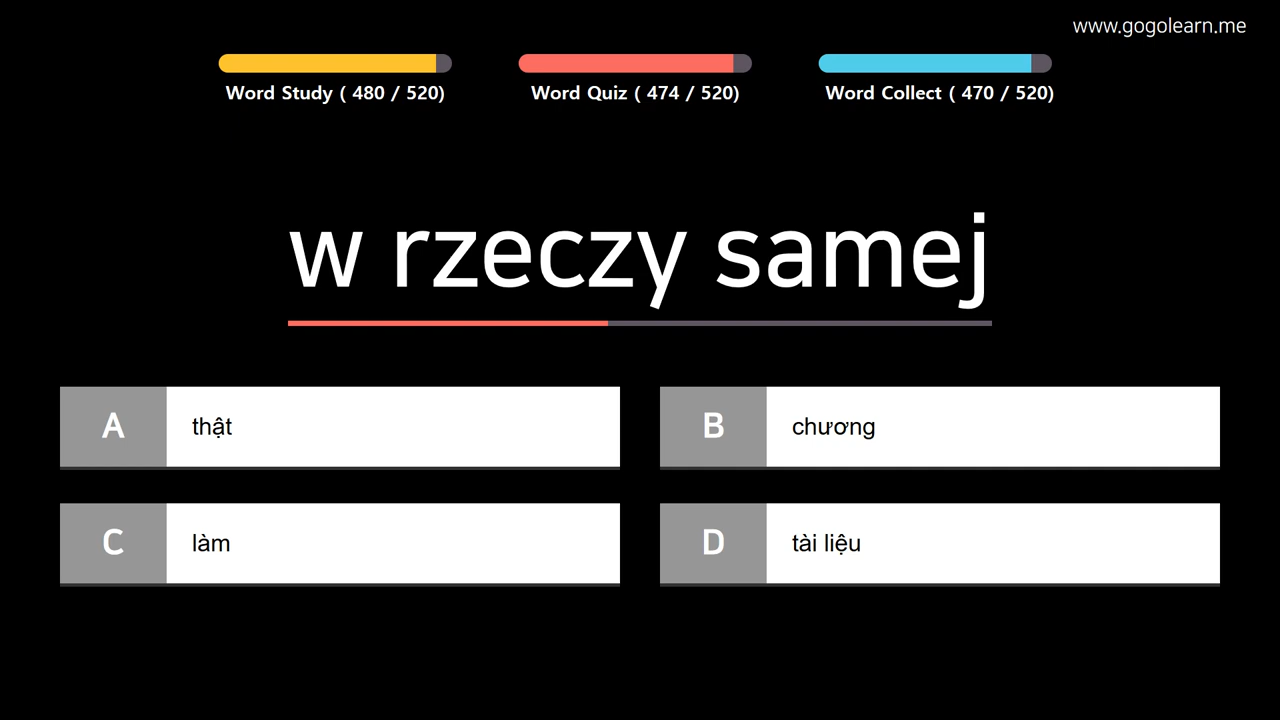 www.gogolearn.me
Word Study ( 480 / 520)
Word Quiz ( 474 / 520)
Word Collect ( 470 / 520)
w rzeczy samej
A thật
B chương
C làm
D tài liệu